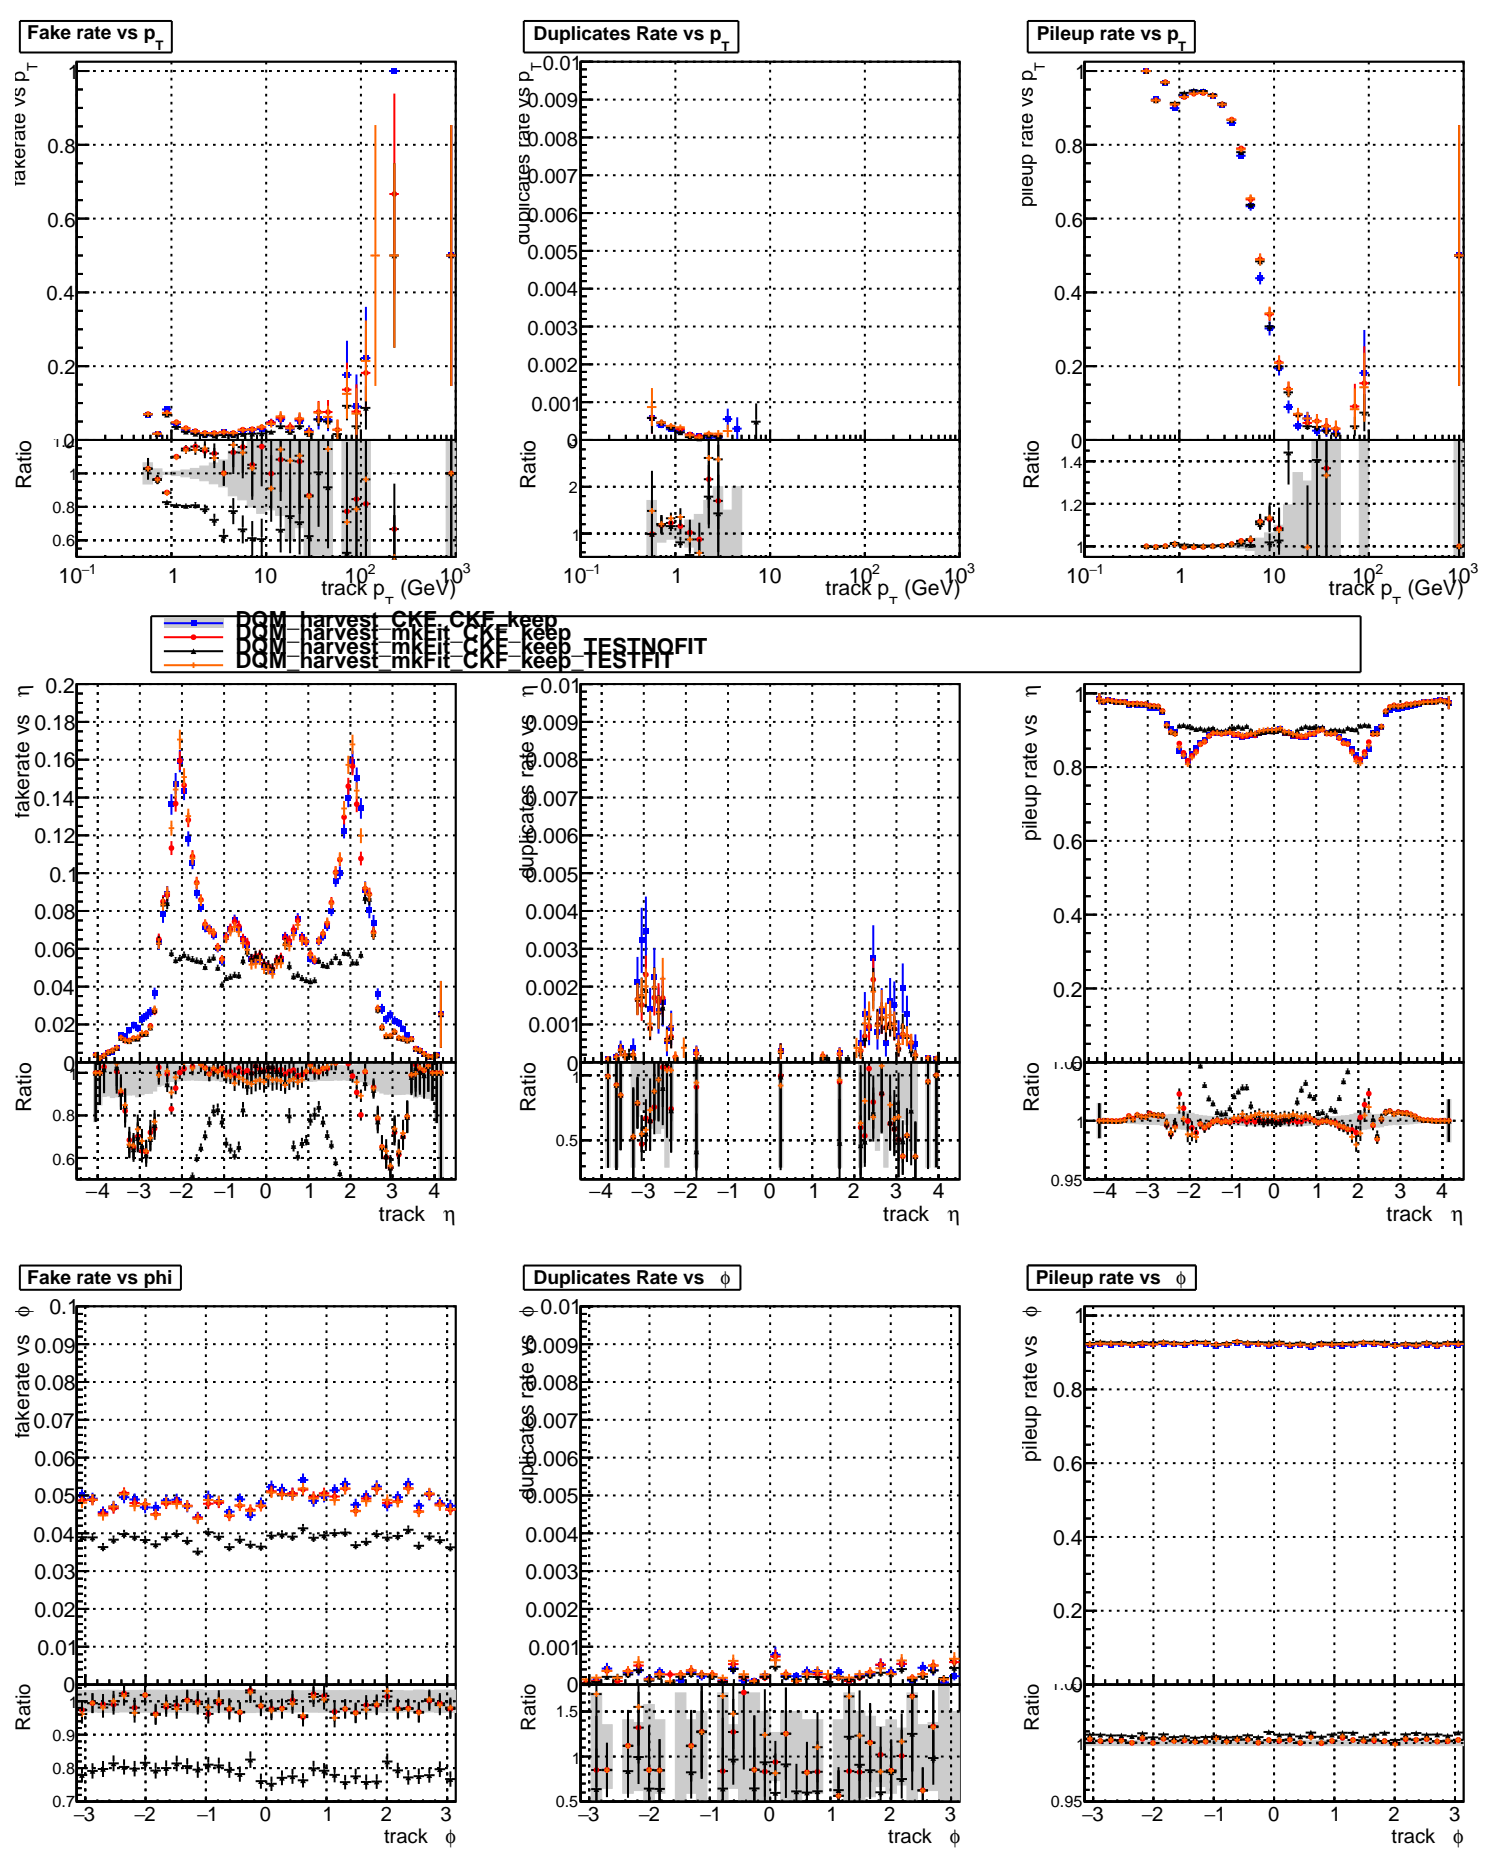 Fake rate vs p_T
Duplicates Rate vs p_T
Pileup rate vs p_T
fakerate vs p_T
1
0.8
0.6
0.4
0.2
0
Ratio
1
0.8
0.6
10^−1 1 10 10^2 10^3
track p_T (GeV)
duplicates rate vs p_T
0.01
0.009
0.008
0.007
0.006
0.005
0.004
0.003
0.002
0.001
0
Ratio
2
1
10^−1 1 10 10^2 10^3
track p_T (GeV)
pileup rate vs p_T
1
0.8
0.6
0.4
0.2
0
Ratio
1.4
1.2
1
10^−1 1 10 10^2 10^3
track p_T (GeV)
DQM_harvest_CKF_CKF_keep
DQM_harvest_mkFit_CKF_keep
DQM_harvest_mkFit_CKF_keep_TESTNOFIT
DQM_harvest_mkFit_CKF_keep_TESTFIT
fakerate vs η
0.2
0.18
0.16
0.14
0.12
0.1
0.08
0.06
0.04
0.02
0
Ratio
1
0.8
0.6
−4 −3 −2 −1 0 1 2 3 4
track η
duplicates rate vs η
0.01
0.009
0.008
0.007
0.006
0.005
0.004
0.003
0.002
0.001
0
Ratio
1
0.5
−4 −3 −2 −1 0 1 2 3 4
track η
pileup rate vs η
1
0.8
0.6
0.4
0.2
0
Ratio
1
0.95
−4 −3 −2 −1 0 1 2 3 4
track η
Fake rate vs phi
Duplicates Rate vs φ
Pileup rate vs φ
fakerate vs φ
0.1
0.09
0.08
0.07
0.06
0.05
0.04
0.03
0.02
0.01
0
Ratio
1
0.9
0.8
0.7
−3 −2 −1 0 1 2 3
track φ
duplicates rate vs φ
0.01
0.009
0.008
0.007
0.006
0.005
0.004
0.003
0.002
0.001
0
Ratio
1.5
1
0.5
−3 −2 −1 0 1 2 3
track φ
pileup rate vs φ
1
0.8
0.6
0.4
0.2
0
Ratio
1
0.95
−3 −2 −1 0 1 2 3
track φ